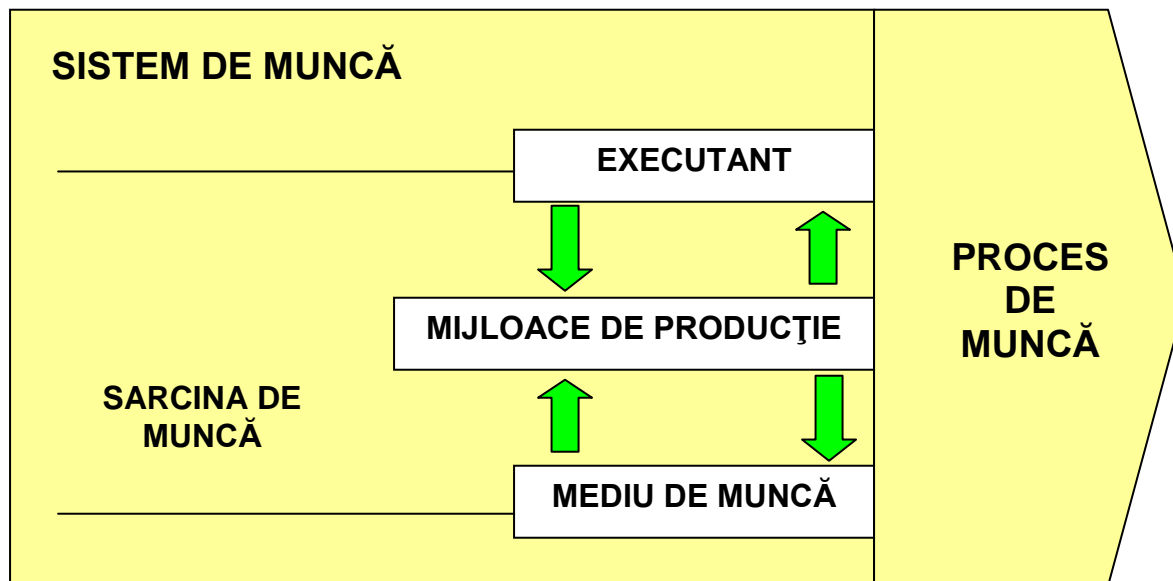 SISTEM DE MUNCĂ
EXECUTANT
MIJLOACE DE PRODUCŢIE
SARCINA DE
MUNCĂ
MEDIU DE MUNCĂ
PROCES
DE
MUNCĂ